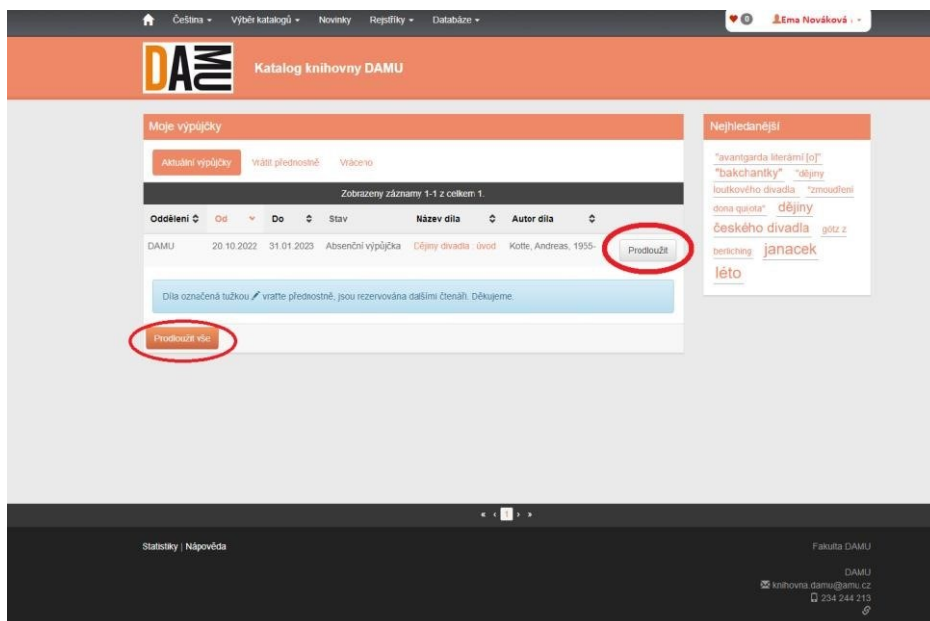 Čeština Výběr katalogů Novinky Rejstříky Databáze 0 Ema Nováková
DAMU
Katalog knihovny DAMU
Moje výpůjčky
Aktuální výpůjčky Vrátit přednostně Vráceno
Zobrazeny záznamy 1-1 z celkem 1.
Oddělení Od Do Stav Název díla Autor díla
DAMU 20.10.2022 31.01.2023 Absenční výpůjčka Dějiny divadla úvod Kotte, Andreas, 1955- Prodloužit
Díla označená tužkou vraťte přednostně, jsou rezervována dalšími čtenáři. Děkujeme.
Prodloužit vše
Nejhledanější
"avantgarda literární [o]"
"bakchantky" "dějiny
loutkového divadla "zmoudření
dona quijota" dějiny
českého divadla götz z
berliching janacek
léto
« ‹ 1 › »
Statistiky | Nápověda
Fakulta DAMU
DAMU
knihovna.damu@amu.cz
234 244 213